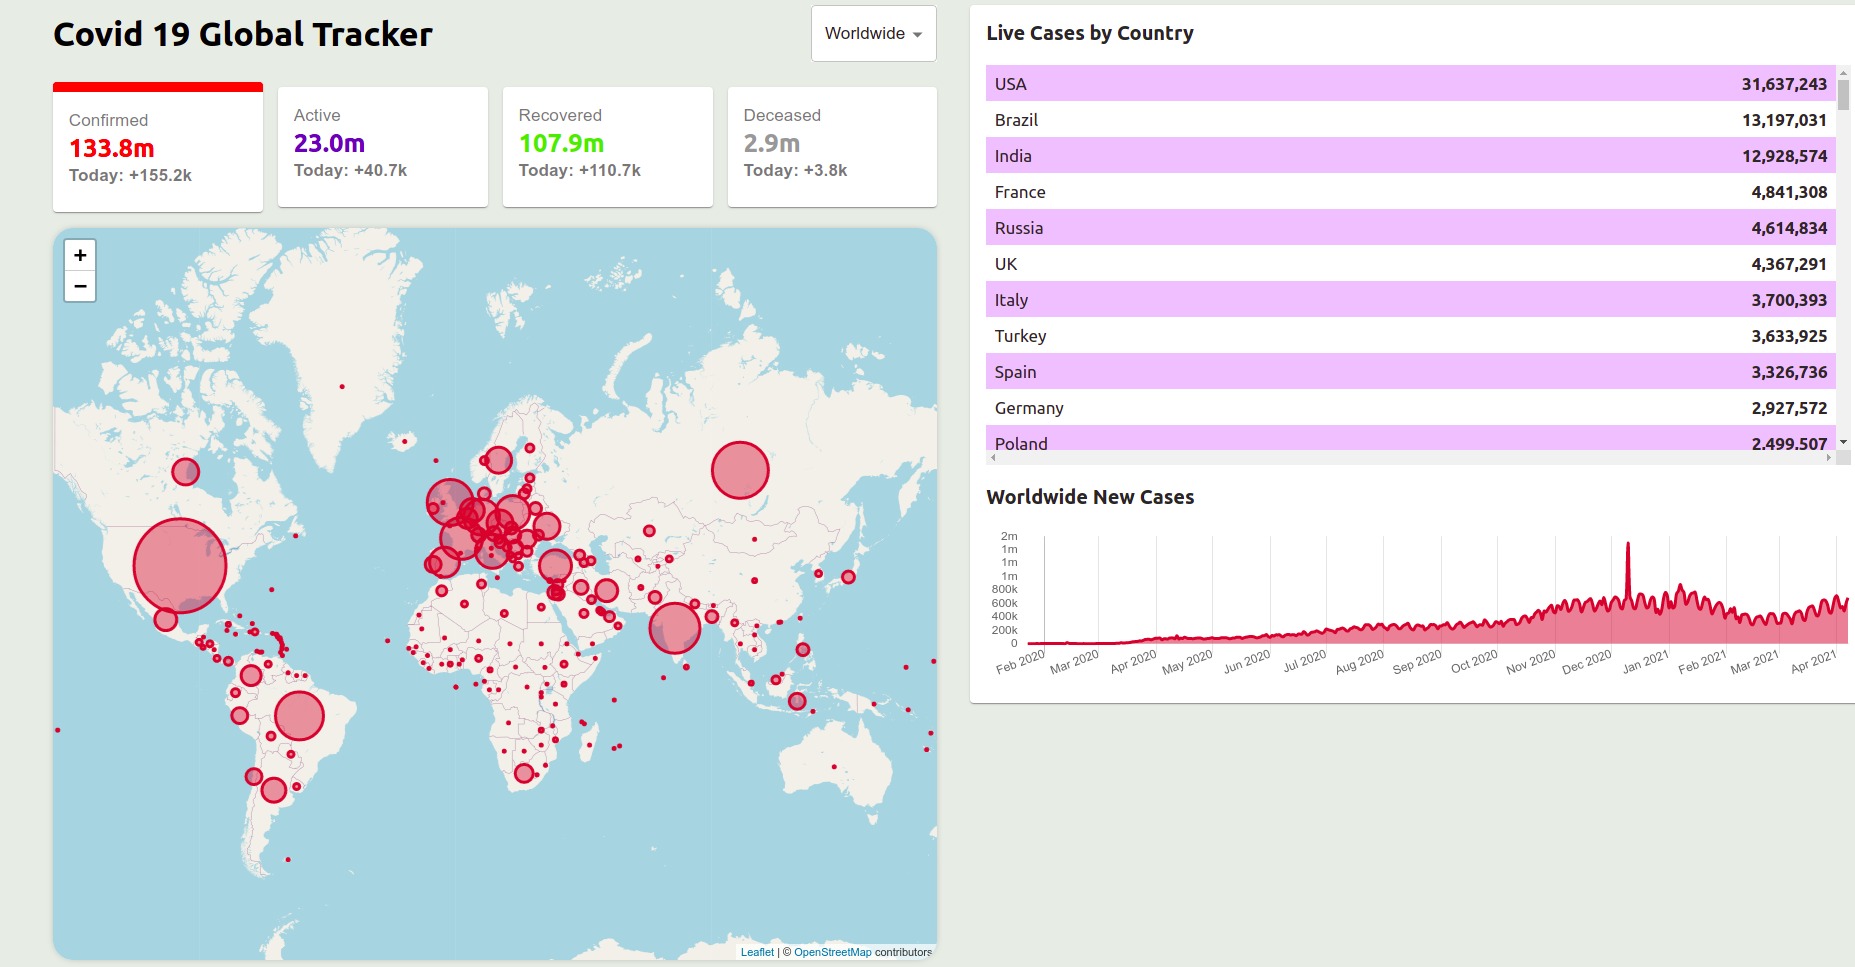 Covid 19 Global Tracker
Worldwide
Confirmed
133.8m
Today: +155.2k
Active
23.0m
Today: +40.7k
Recovered
107.9m
Today: +110.7k
Deceased
2.9m
Today: +3.8k
+
−
Leaflet | © OpenStreetMap contributors
Live Cases by Country
USA 31,637,243
Brazil 13,197,031
India 12,928,574
France 4,841,308
Russia 4,614,834
UK 4,367,291
Italy 3,700,393
Turkey 3,633,925
Spain 3,326,736
Germany 2,927,572
Poland 2,499,507
Worldwide New Cases
2m
1m
1m
1m
800k
600k
400k
200k
0
Feb 2020 Mar 2020 Apr 2020 May 2020 Jun 2020 Jul 2020 Aug 2020 Sep 2020 Oct 2020 Nov 2020 Dec 2020 Jan 2021 Feb 2021 Mar 2021 Apr 2021